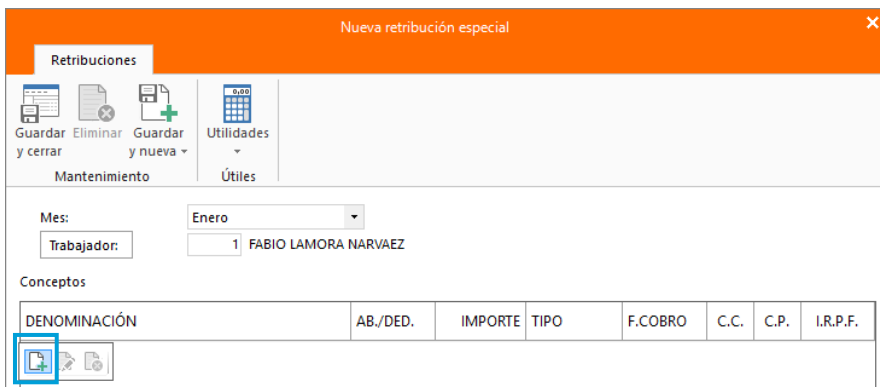 Nueva retribución especial
Retribuciones
0,00
Guardar Eliminar Guardar Utilidades
y cerrar y nueva
Mantenimiento Útiles
Mes: Enero
Trabajador: 1 FABIO LAMORA NARVAEZ
Conceptos
DENOMINACIÓN AB./DED. IMPORTE TIPO F.COBRO C.C. C.P. I.R.P.F.